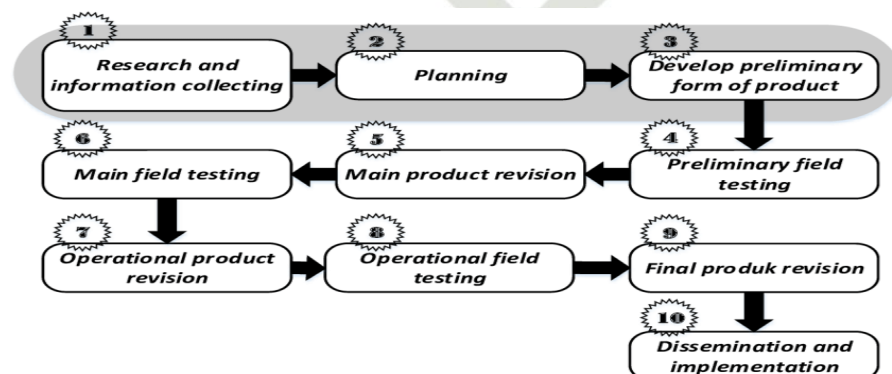 1
Research and
information collecting
2
Planning
3
Develop preliminary
form of product
4
Preliminary field
testing
5
Main product revision
6
Main field testing
7
Operational product
revision
8
Operational field
testing
9
Final produk revision
10
Dissemination and
implementation